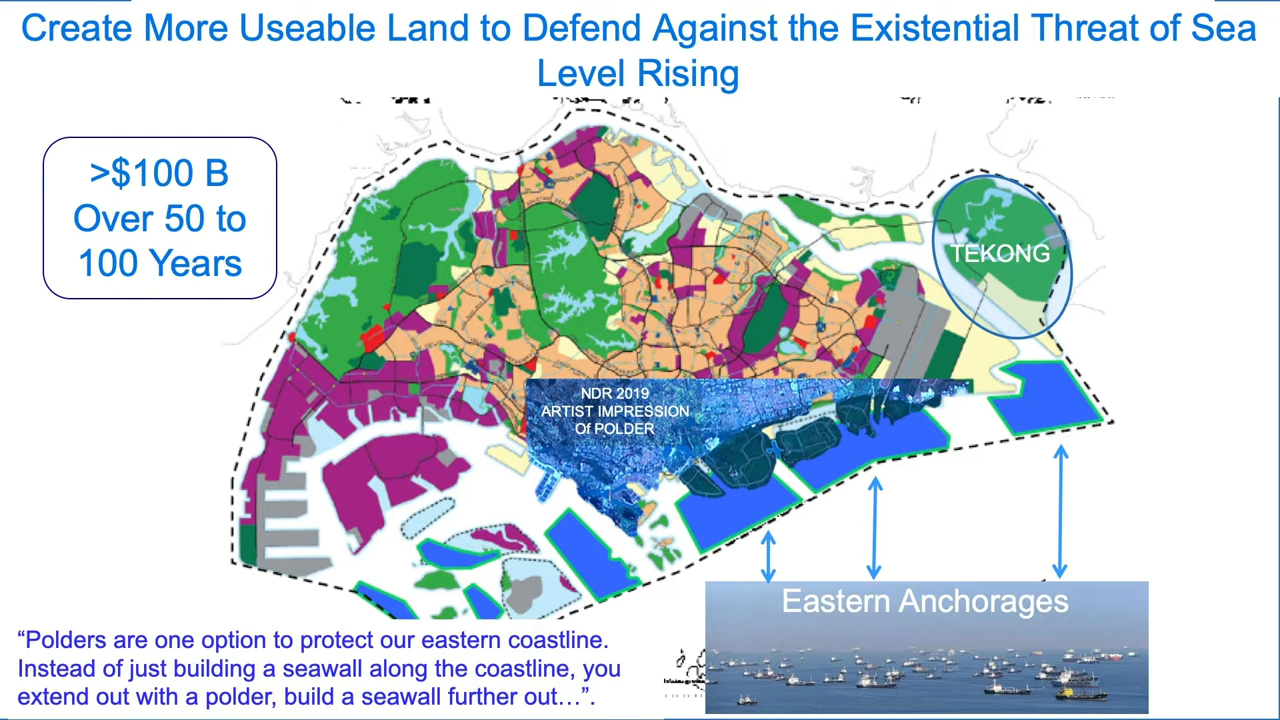 Create More Useable Land to Defend Against the Existential Threat of Sea
Level Rising
>$100 B
Over 50 to
100 Years
TEKONG
NDR 2019
ARTIST IMPRESSION
Of POLDER
Eastern Anchorages
“Polders are one option to protect our eastern coastline.
Instead of just building a seawall along the coastline, you
extend out with a polder, build a seawall further out…”.